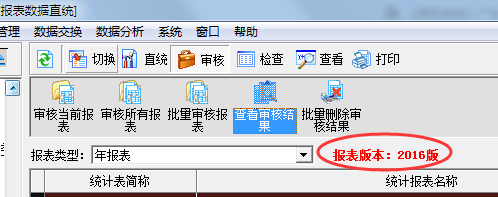 报表数据直统]
管理 数据交换 数据分析 系统 窗口 帮助
切换 直统 审核 检查 查看 打印
审核当前报表 审核所有报表 批量审核报表 查看审核结果 批量删除审核结果
报表类型： 年报表 报表版本：2016版
统计表简称 统计报表名称